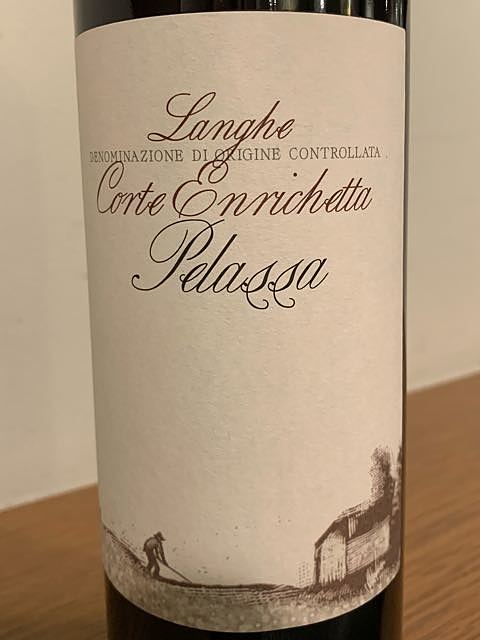 Langhe
DENOMINAZIONE DI ORIGINE CONTROLLATA
Corte Enrichetta
Pelassa